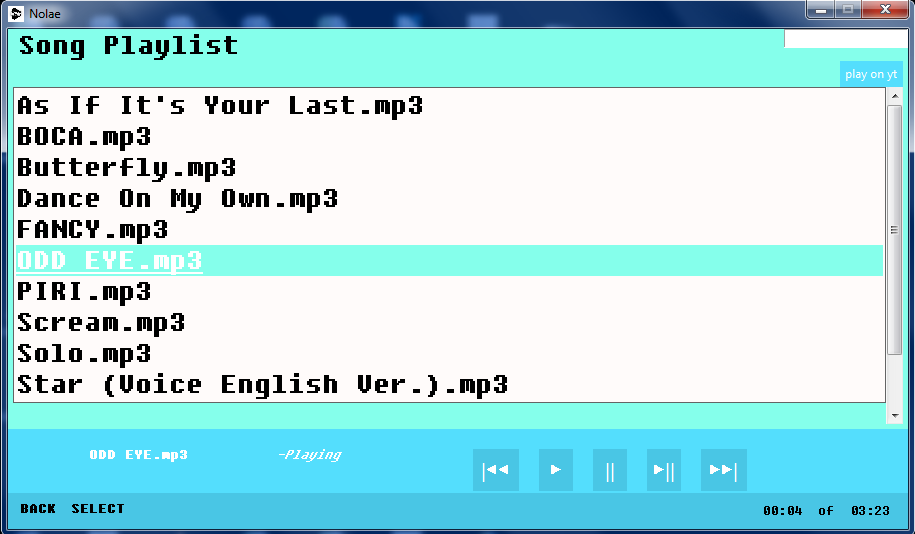 Nolae
Song Playlist
play on yt
As If It's Your Last.mp3
BOCA.mp3
Butterfly.mp3
Dance On My Own.mp3
FANCY.mp3
ODD EYE.mp3
PIRI.mp3
Scream.mp3
Solo.mp3
Star (Voice English Ver.).mp3
ODD EYE.mp3 -Playing
BACK SELECT 00:04 of 03:23